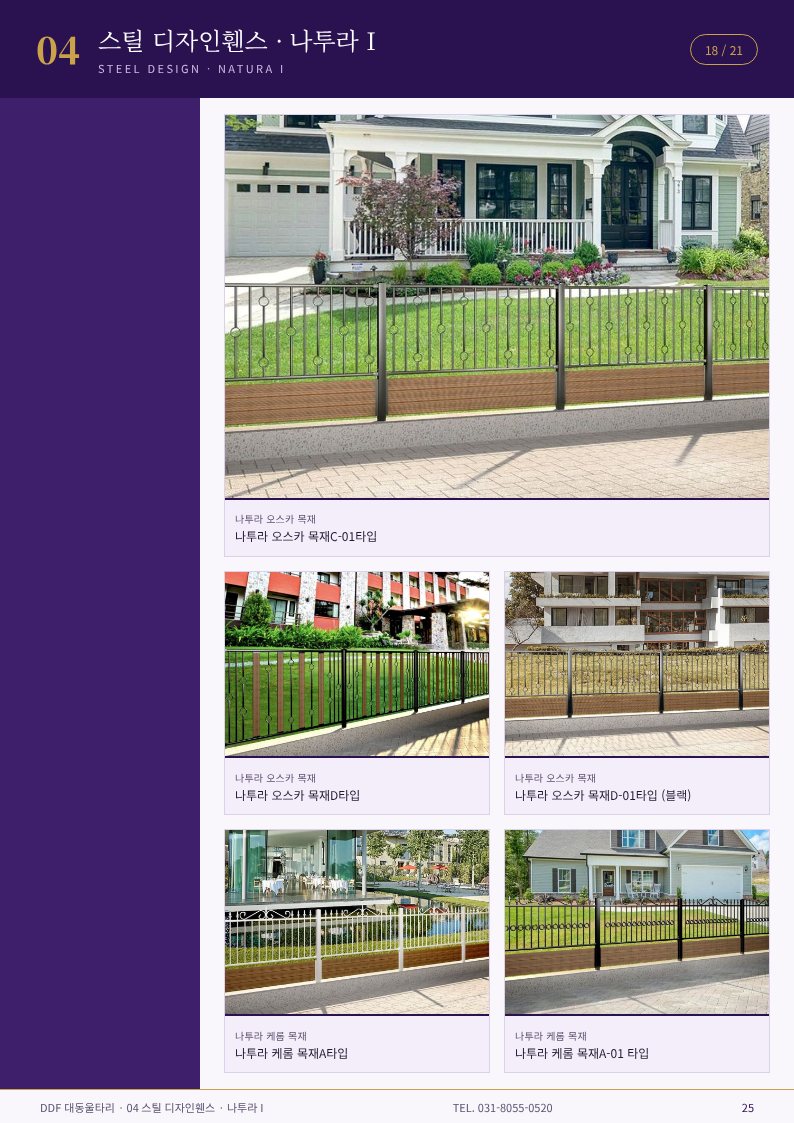 04
스틸 디자인휀스 · 나투라 I
STEEL DESIGN · NATURA I
18 / 21
나투라 오스카 목재
나투라 오스카 목재C-01타입
나투라 오스카 목재
나투라 오스카 목재D타입
나투라 오스카 목재
나투라 오스카 목재D-01타입 (블랙)
나투라 케롬 목재
나투라 케롬 목재A타입
나투라 케롬 목재
나투라 케롬 목재A-01 타입
DDF 대동울타리 · 04 스틸 디자인휀스 · 나투라 I
TEL. 031-8055-0520
25